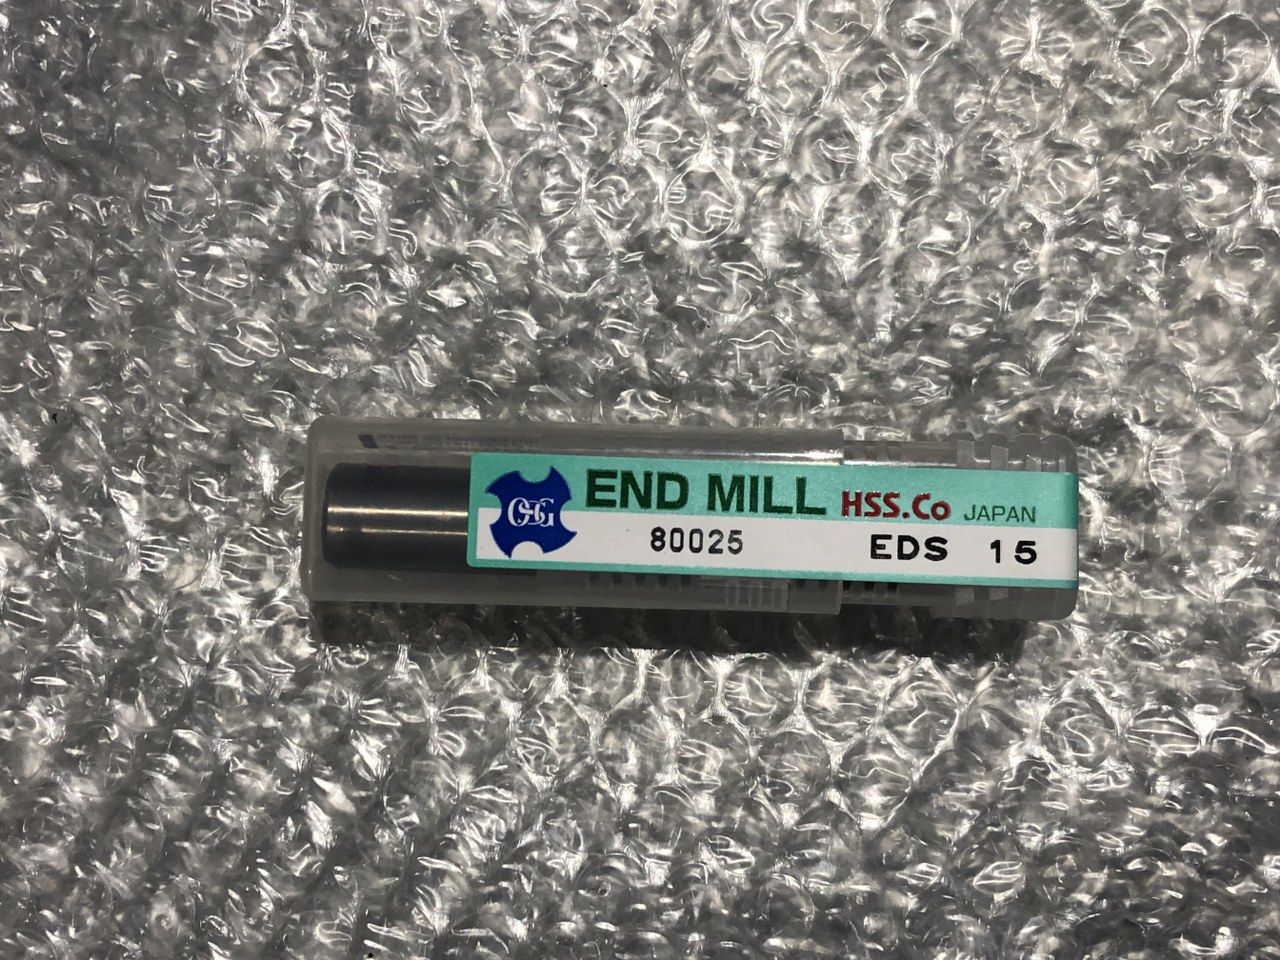 OSG
END MILL HSS.Co JAPAN
80025 EDS 15